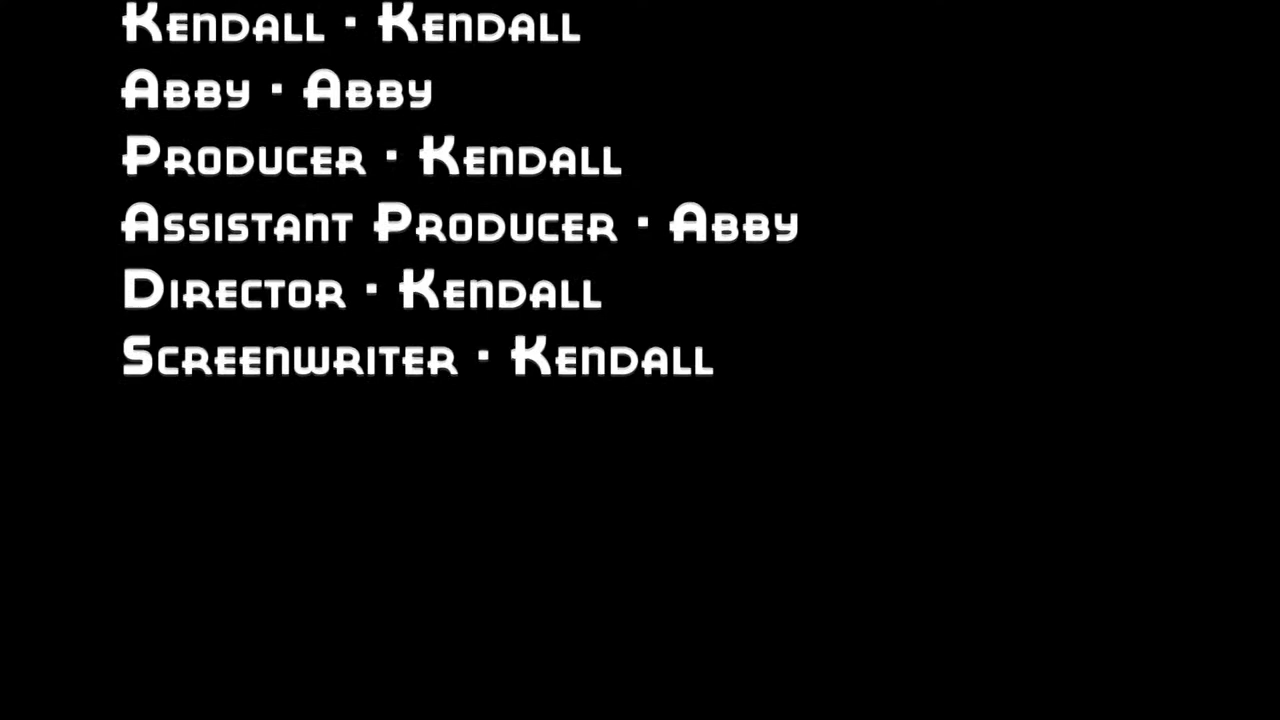 Kendall · Kendall
Abby · Abby
Producer · Kendall
Assistant Producer · Abby
Director · Kendall
Screenwriter · Kendall